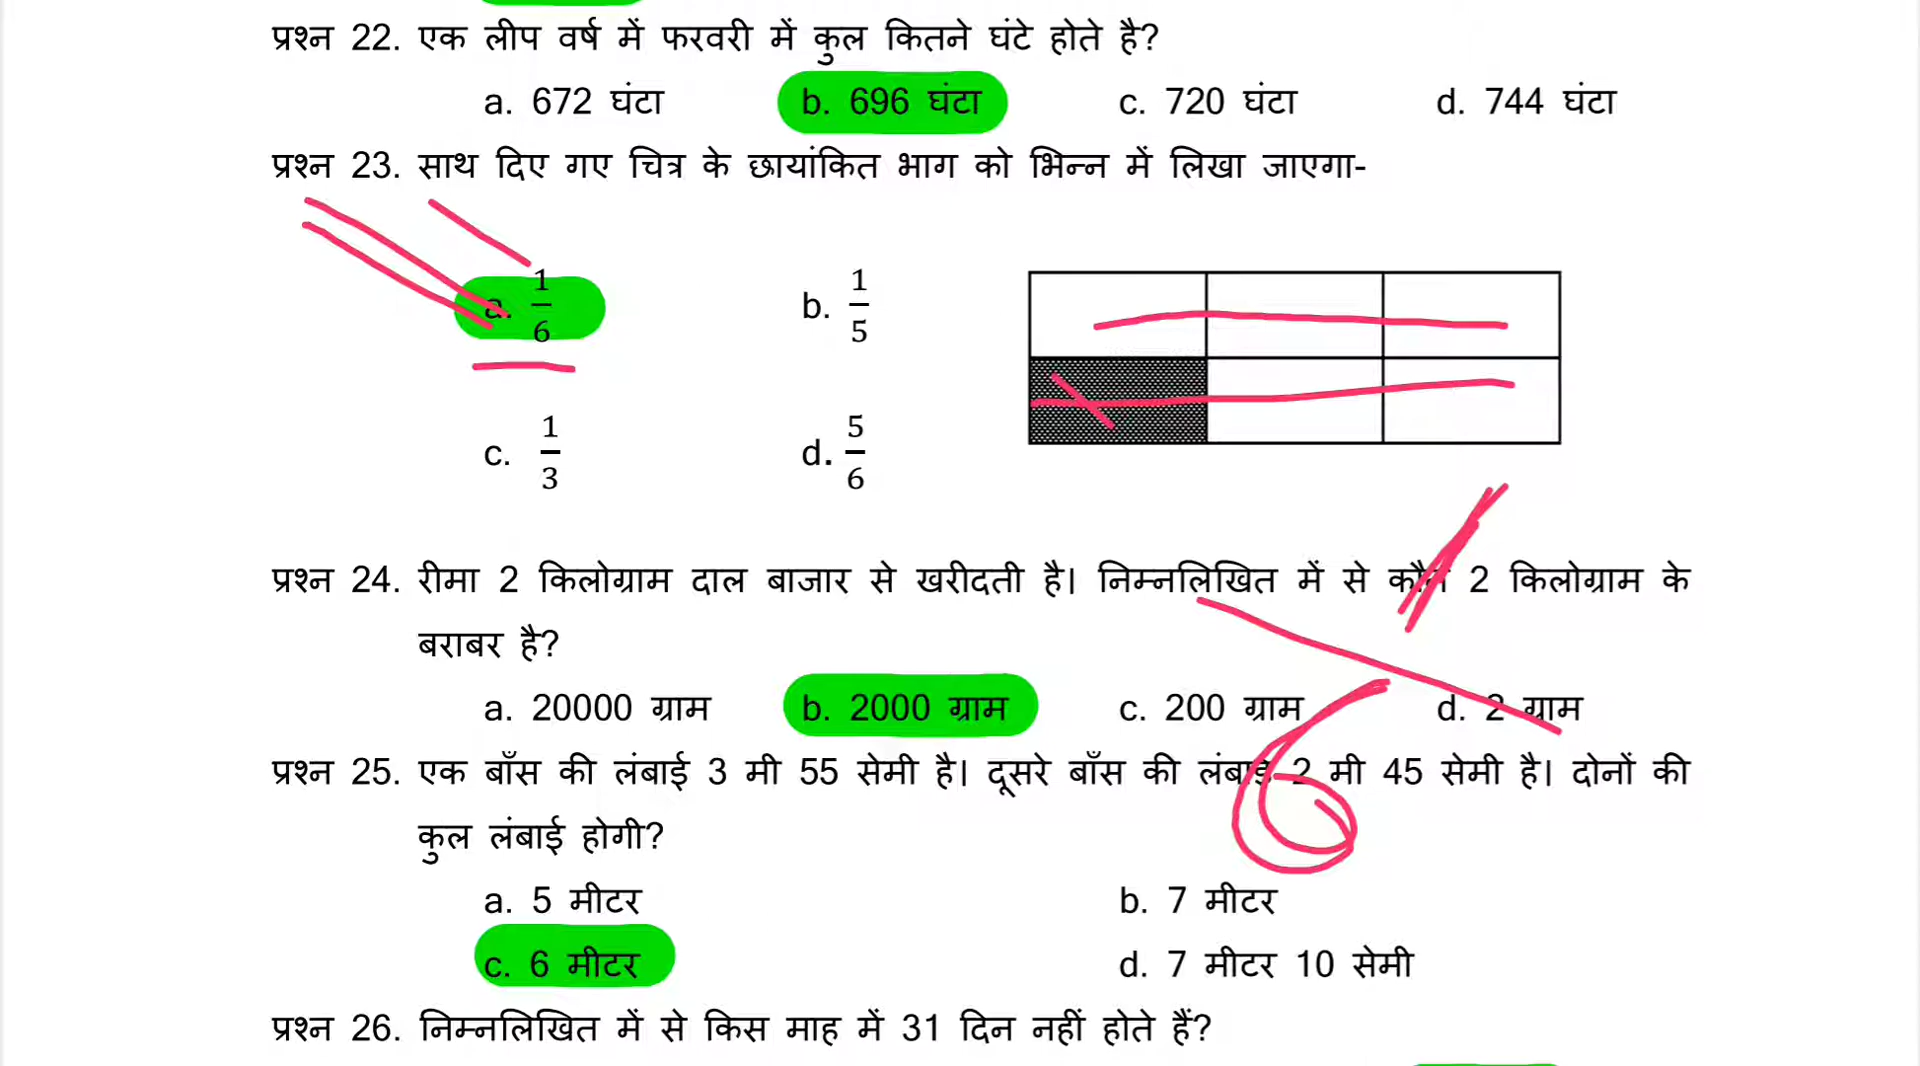 प्रश्न 22. एक लीप वर्ष में फरवरी में कुल कितने घंटे होते है?
a. 672 घंटा b. 696 घंटा c. 720 घंटा d. 744 घंटा
प्रश्न 23. साथ दिए गए चित्र के छायांकित भाग को भिन्न में लिखा जाएगा-
a. 1/6 b. 1/5
c. 1/3 d. 5/6
प्रश्न 24. रीमा 2 किलोग्राम दाल बाजार से खरीदती है। निम्नलिखित में से कौन 2 किलोग्राम के
बराबर है?
a. 20000 ग्राम b. 2000 ग्राम c. 200 ग्राम d. 2 ग्राम
प्रश्न 25. एक बाँस की लंबाई 3 मी 55 सेमी है। दूसरे बाँस की लंबाई 2 मी 45 सेमी है। दोनों की
कुल लंबाई होगी?
a. 5 मीटर b. 7 मीटर
c. 6 मीटर d. 7 मीटर 10 सेमी
प्रश्न 26. निम्नलिखित में से किस माह में 31 दिन नहीं होते हैं?
1
6